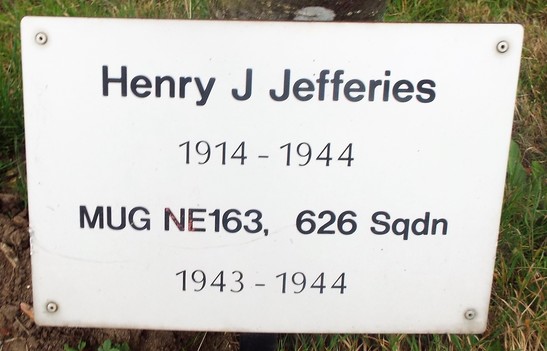 Henry J Jefferies
1914 - 1944
MUG NE163, 626 Sqdn
1943 - 1944